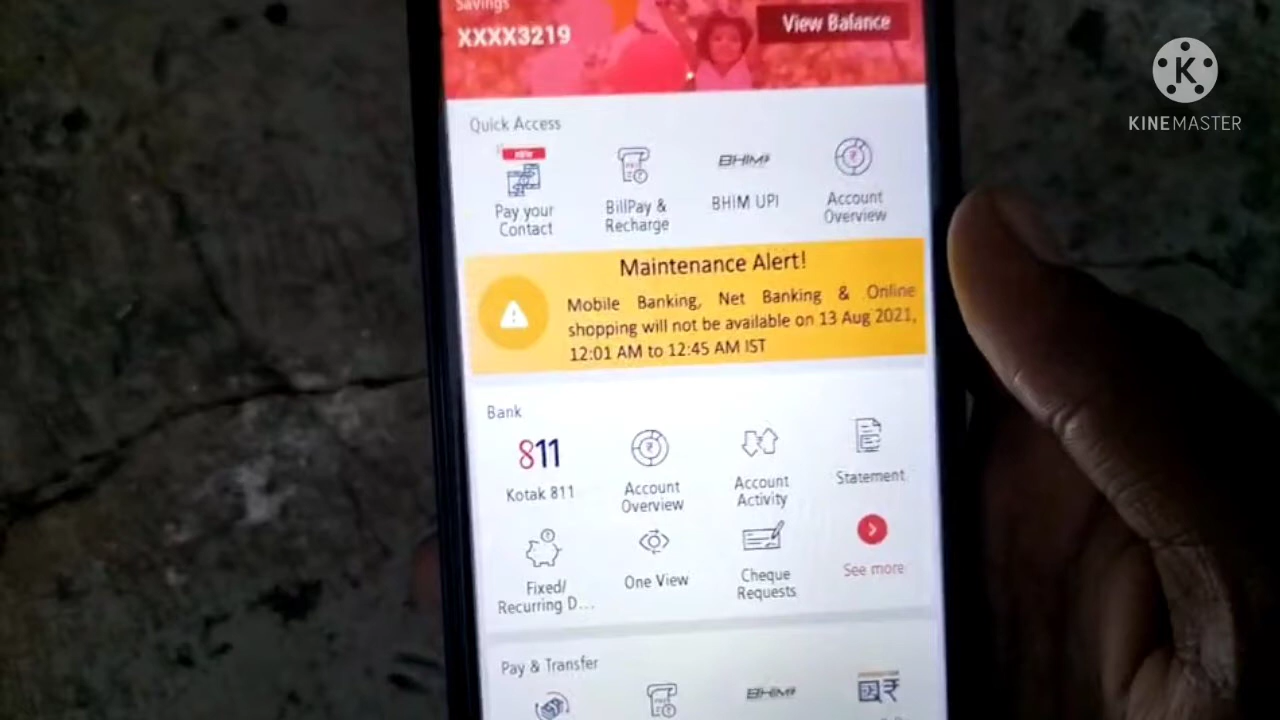 Savings
XXXX3219
View Balance
KINEMASTER
Quick Access
NEW
Pay your
Contact
BillPay &
Recharge
BHIM
BHIM UPI
Account
Overview
Maintenance Alert!
Mobile Banking, Net Banking & Online
shopping will not be available on 13 Aug 2021,
12:01 AM to 12:45 AM IST
Bank
811
Kotak 811
Account
Overview
Account
Activity
Statement
Fixed/
Recurring D...
One View
Cheque
Requests
See more
Pay & Transfer
BHIM